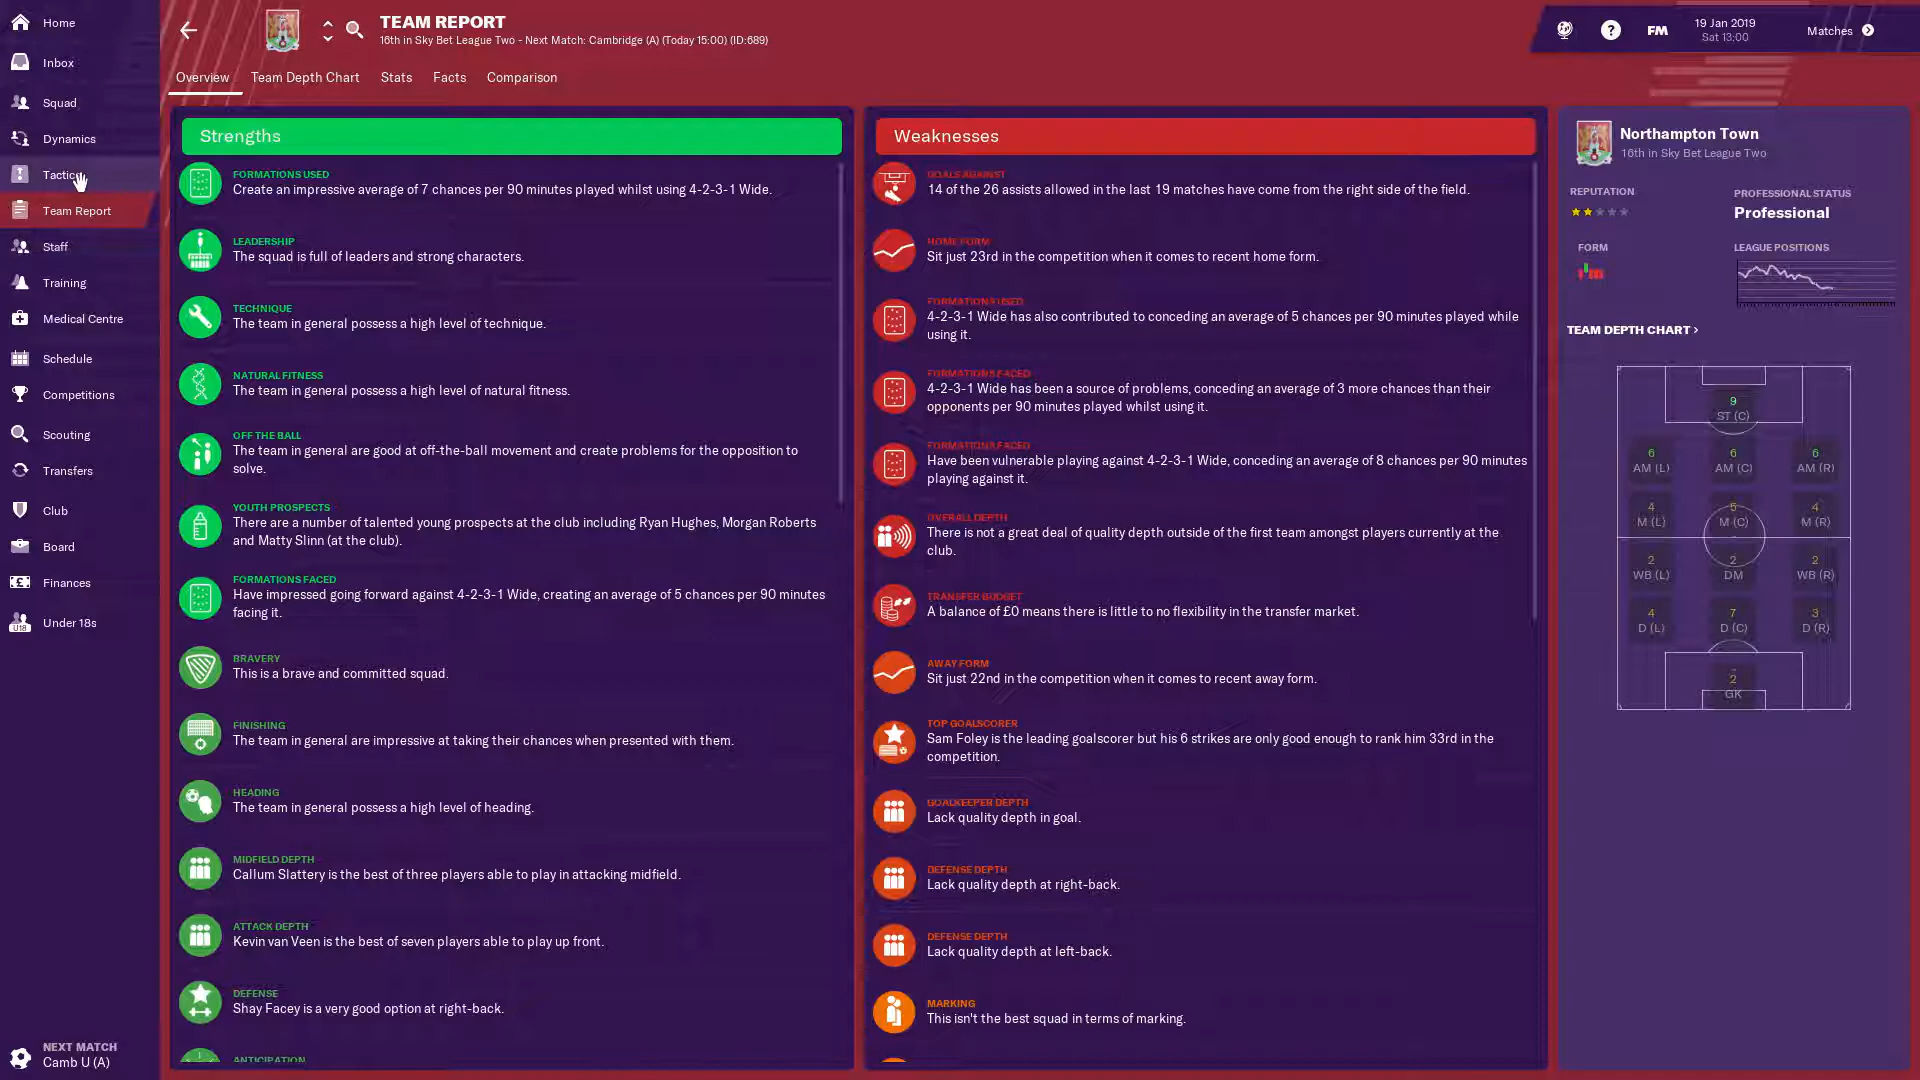 Home
Inbox
Squad
Dynamics
Tactics
Team Report
Staff
Training
Medical Centre
Schedule
Competitions
Scouting
Transfers
Club
Board
Finances
U18
Under 18s
NEXT MATCH
Camb U (A)
TEAM REPORT
16th in Sky Bet League Two - Next Match: Cambridge (A) (Today 15:00) (ID:689)
Overview
Team Depth Chart
Stats
Facts
Comparison
?
FM
19 Jan 2019
Sat 13:00
Matches
Strengths
FORMATIONS USED
Create an impressive average of 7 chances per 90 minutes played whilst using 4-2-3-1 Wide.
LEADERSHIP
The squad is full of leaders and strong characters.
TECHNIQUE
The team in general possess a high level of technique.
NATURAL FITNESS
The team in general possess a high level of natural fitness.
OFF THE BALL
The team in general are good at off-the-ball movement and create problems for the opposition to
solve.
YOUTH PROSPECTS
There are a number of talented young prospects at the club including Ryan Hughes, Morgan Roberts
and Matty Slinn (at the club).
FORMATIONS FACED
Have impressed going forward against 4-2-3-1 Wide, creating an average of 5 chances per 90 minutes
facing it.
BRAVERY
This is a brave and committed squad.
FINISHING
The team in general are impressive at taking their chances when presented with them.
HEADING
The team in general possess a high level of heading.
MIDFIELD DEPTH
Callum Slattery is the best of three players able to play in attacking midfield.
ATTACK DEPTH
Kevin van Veen is the best of seven players able to play up front.
DEFENSE
Shay Facey is a very good option at right-back.
ANTICIPATION
Weaknesses
GOALS AGAINST
14 of the 26 assists allowed in the last 19 matches have come from the right side of the field.
HOME FORM
Sit just 23rd in the competition when it comes to recent home form.
FORMATIONS USED
4-2-3-1 Wide has also contributed to conceding an average of 5 chances per 90 minutes played while
using it.
FORMATIONS FACED
4-2-3-1 Wide has been a source of problems, conceding an average of 3 more chances than their
opponents per 90 minutes played whilst using it.
FORMATIONS FACED
Have been vulnerable playing against 4-2-3-1 Wide, conceding an average of 8 chances per 90 minutes
playing against it.
OVERALL DEPTH
There is not a great deal of quality depth outside of the first team amongst players currently at the
club.
TRANSFER BUDGET
A balance of £0 means there is little to no flexibility in the transfer market.
AWAY FORM
Sit just 22nd in the competition when it comes to recent away form.
TOP GOALSCORER
Sam Foley is the leading goalscorer but his 6 strikes are only good enough to rank him 33rd in the
competition.
GOALKEEPER DEPTH
Lack quality depth in goal.
DEFENSE DEPTH
Lack quality depth at right-back.
DEFENSE DEPTH
Lack quality depth at left-back.
MARKING
This isn't the best squad in terms of marking.
Northampton Town
16th in Sky Bet League Two
REPUTATION
PROFESSIONAL STATUS
Professional
FORM
LEAGUE POSITIONS
TEAM DEPTH CHART >
9
ST (C)
6 6 6
AM (L) AM (C) AM (R)
4 5 4
M (L) M (C) M (R)
2 2 2
WB (L) DM WB (R)
4 7 3
D (L) D (C) D (R)
2
GK